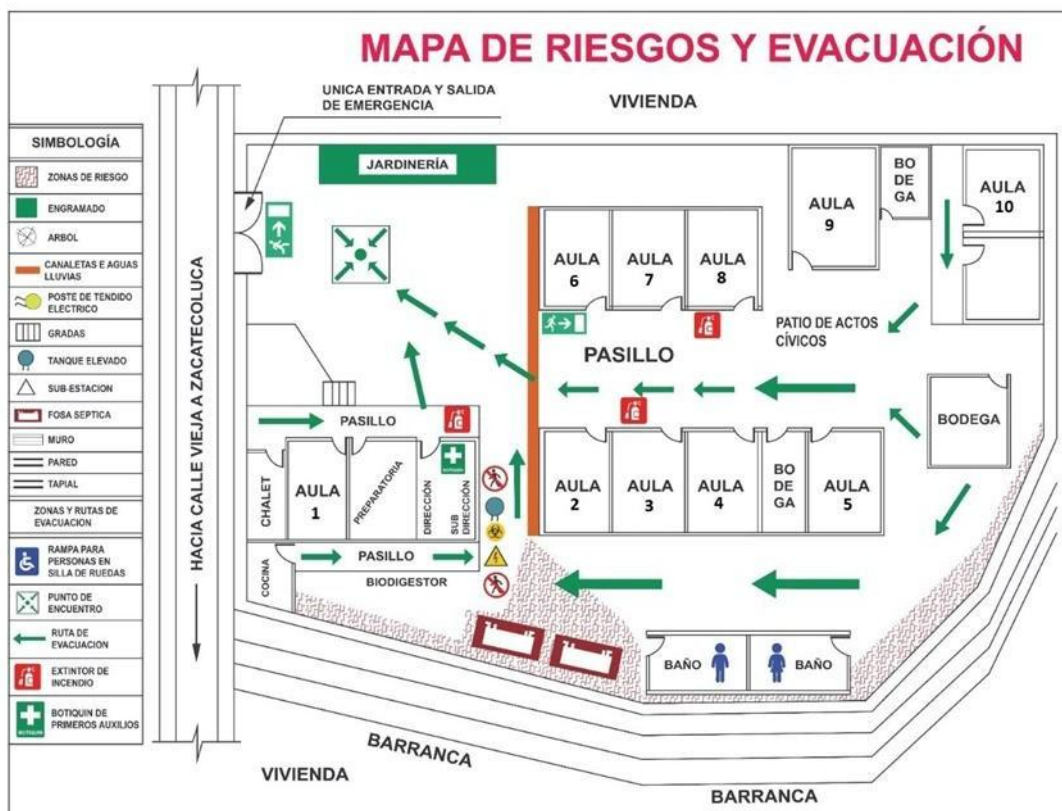 MAPA DE RIESGOS Y EVACUACIÓN
UNICA ENTRADA Y SALIDA
DE EMERGENCIA
VIVIENDA
SIMBOLOGÍA
ZONAS DE RIESGO
ENGRAMADO
ARBOL
CANALETAS E AGUAS
LLUVIAS
POSTE DE TENDIDO
ELECTRICO
GRADAS
TANQUE ELEVADO
SUB-ESTACION
FOSA SEPTICA
MURO
PARED
TAPIAL
ZONAS Y RUTAS DE
EVACUACION
RAMPA PARA
PERSONAS EN
SILLA DE RUEDAS
PUNTO DE
ENCUENTRO
RUTA DE
EVACUACION
EXTINTOR DE
INCENDIO
BOTIQUIN DE
PRIMEROS AUXILIOS
HACIA CALLE VIEJA A ZACATECOLUCA
JARDINERÍA
AULA
6
AULA
7
AULA
8
AULA
9
BO
DE
GA
AULA
10
PATIO DE ACTOS
CÍVICOS
PASILLO
BODEGA
PASILLO
CHALET
AULA
1
PREPARATORIA
DIRECCIÓN
SUB
DIRECCIÓN
AULA
2
AULA
3
AULA
4
BO
DE
GA
AULA
5
COCINA
PASILLO
BIODIGESTOR
BAÑO
BAÑO
BARRANCA
VIVIENDA
BARRANCA